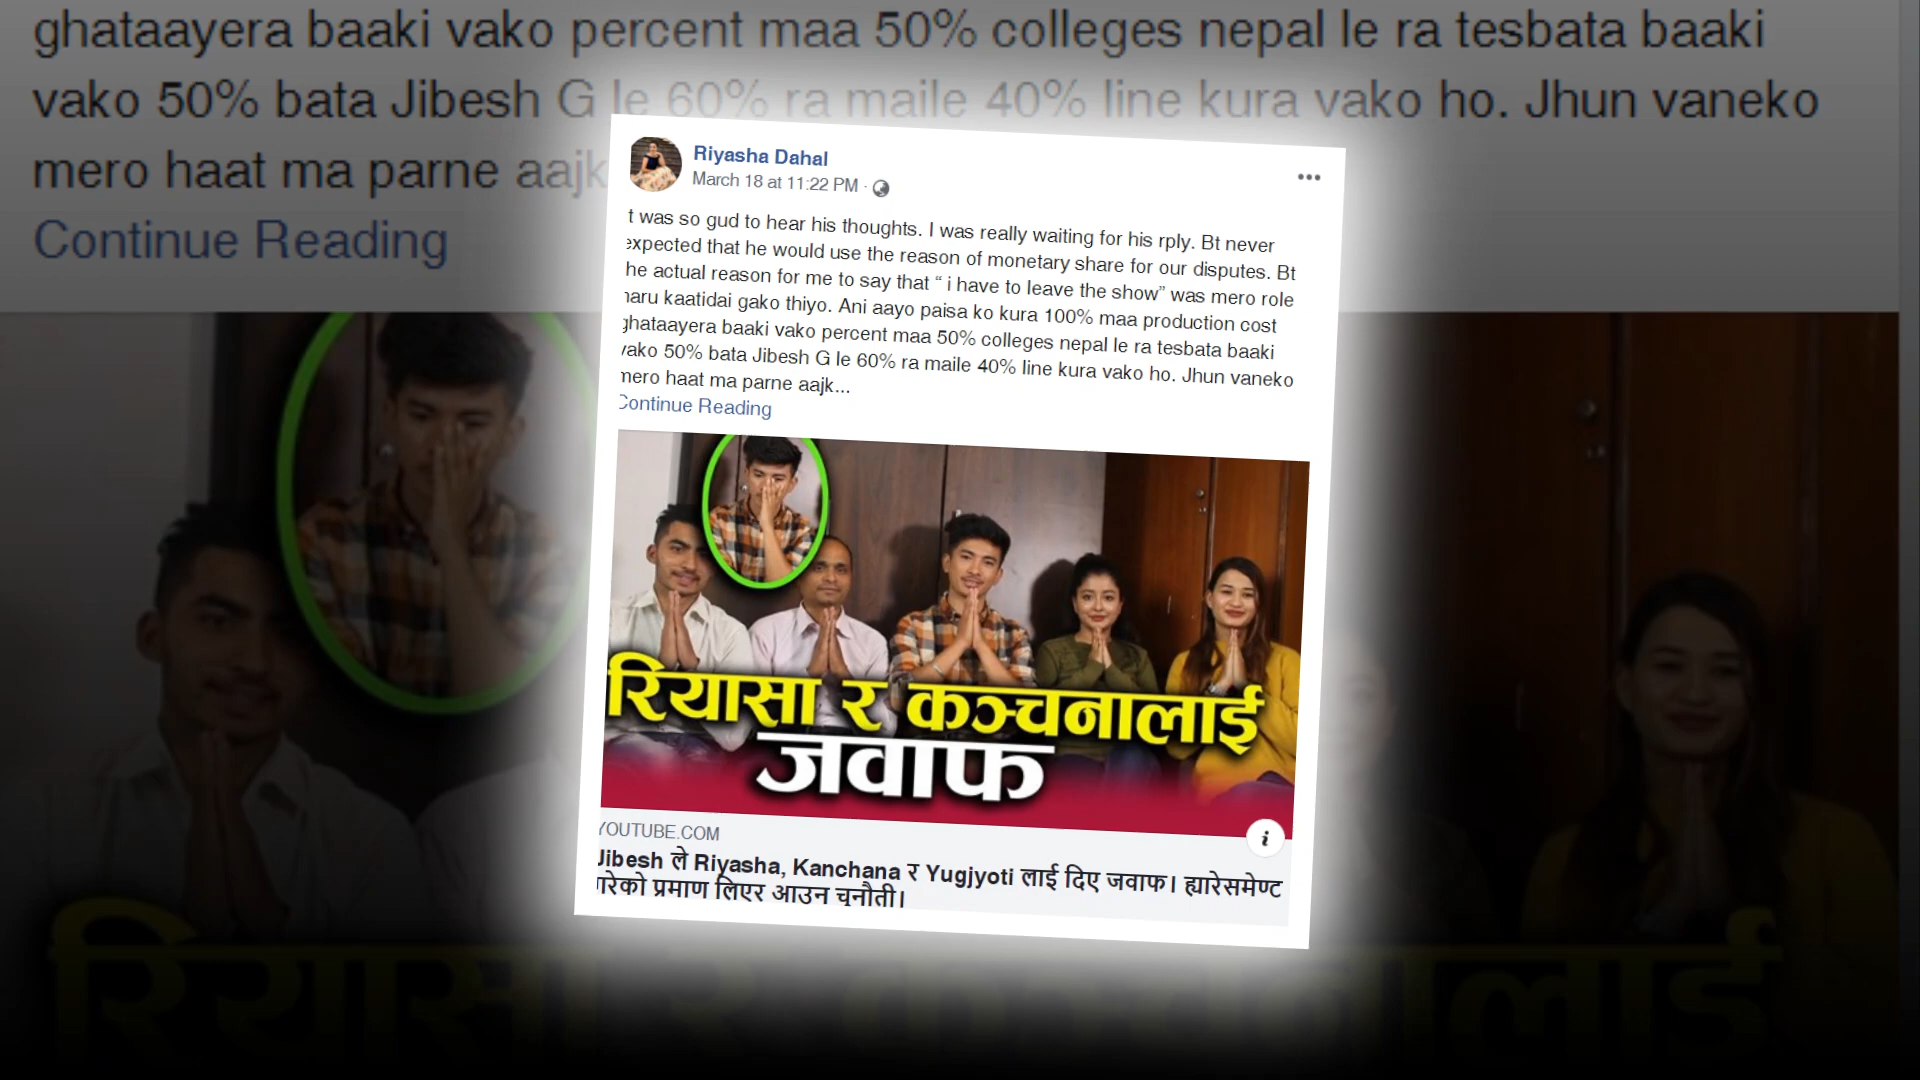 ghataayera baaki vako percent maa 50% colleges nepal le ra tesbata baaki
vako 50% bata Jibesh G le 60% ra maile 40% line kura vako ho. Jhun vaneko
mero haat ma parne aajk
Continue Reading
Riyasha Dahal
March 18 at 11:22 PM ·
t was so gud to hear his thoughts. I was really waiting for his rply. Bt never
expected that he would use the reason of monetary share for our disputes. Bt
he actual reason for me to say that “ i have to leave the show” was mero role
haru kaatidai gako thiyo. Ani aayo paisa ko kura 100% maa production cost
ghataayera baaki vako percent maa 50% colleges nepal le ra tesbata baaki
vako 50% bata Jibesh G le 60% ra maile 40% line kura vako ho. Jhun vaneko
mero haat ma parne aajk...
Continue Reading
रियासा र कञ्चनालाई
जवाफ
YOUTUBE.COM
Jibesh ले Riyasha, Kanchana र Yugjyoti लाई दिए जवाफ। ह्यारेसमेण्ट
गरेको प्रमाण लिएर आउन चुनौती।
रियासा र कञ्चनालाई